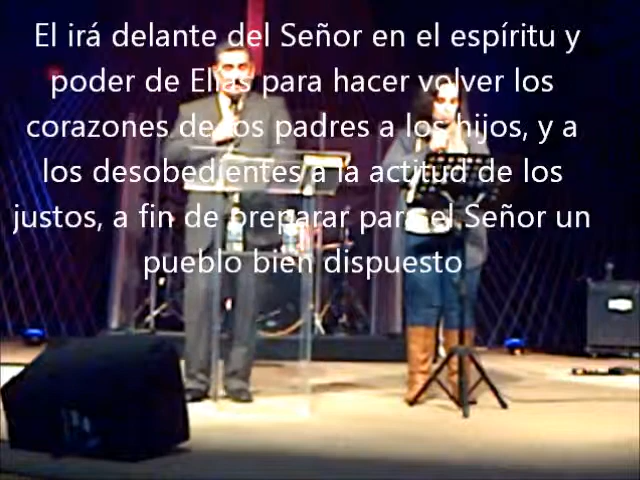 El irá delante del Señor en el espíritu y
poder de Elías para hacer volver los
corazones de los padres a los hijos, y a
los desobedientes a la actitud de los
justos, a fin de preparar para el Señor un
pueblo bien dispuesto